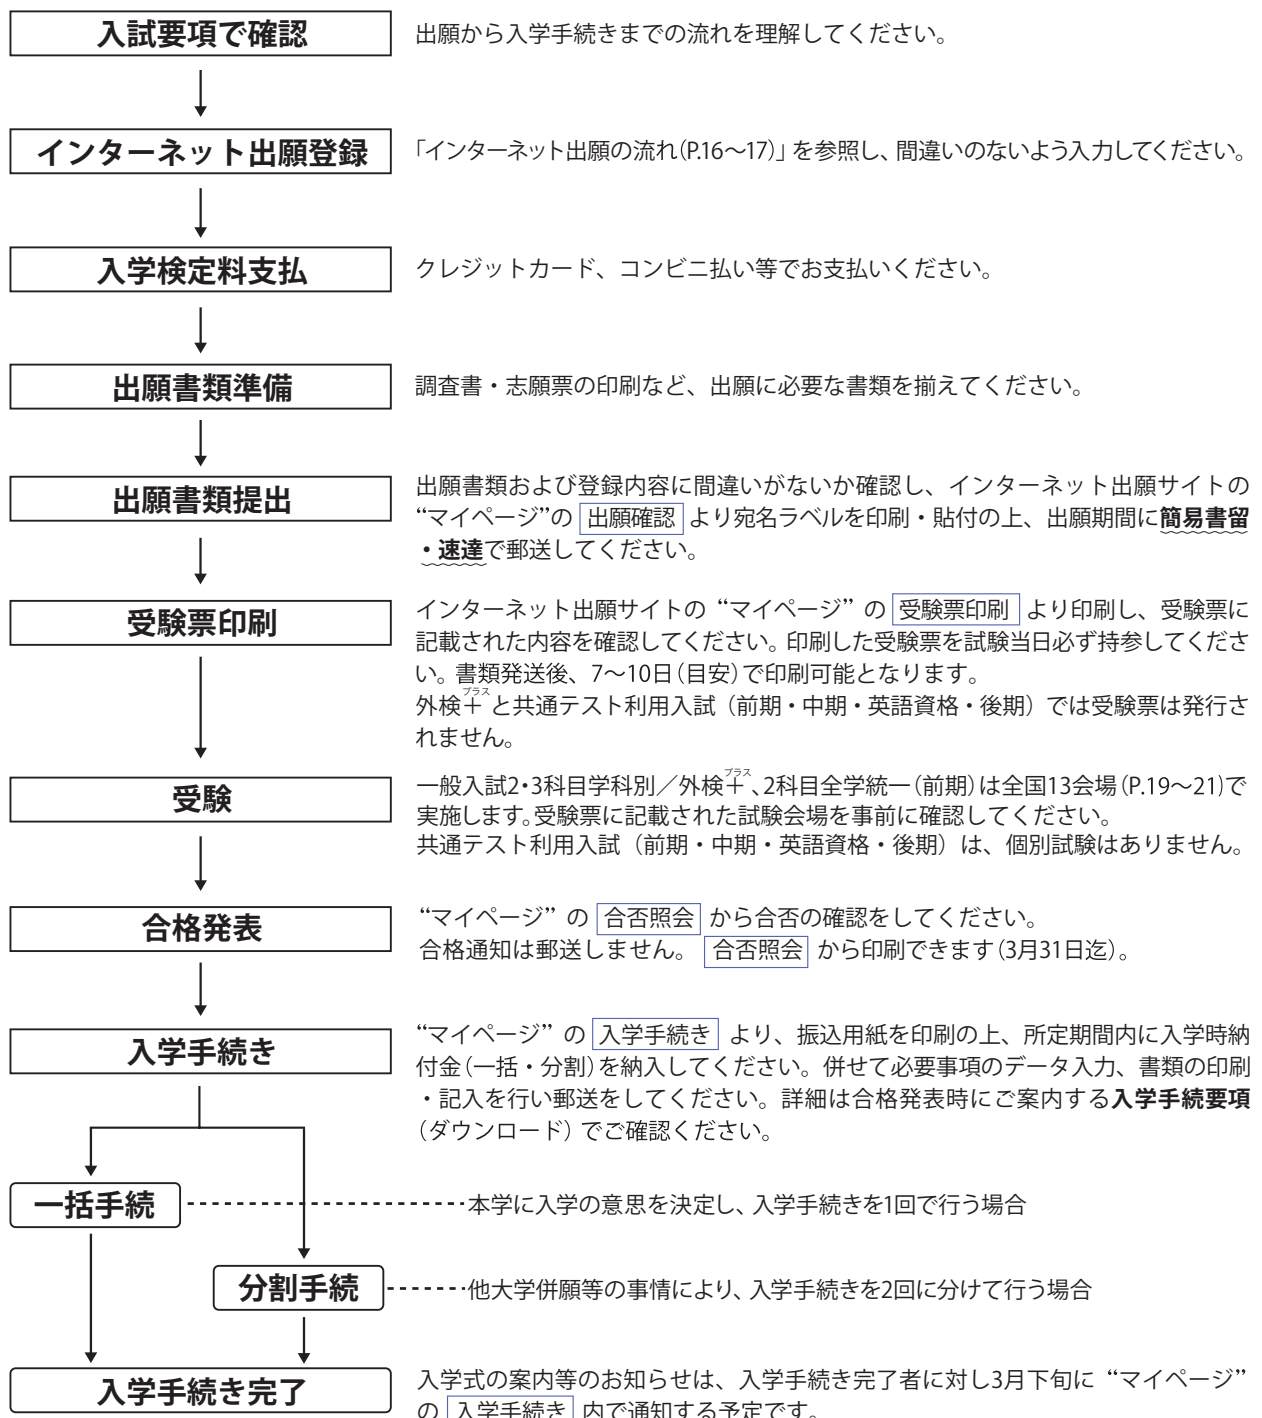 入試要項で確認
出願から入学手続きまでの流れを理解してください。
インターネット出願登録
「インターネット出願の流れ(P.16〜17)」を参照し、間違いのないよう入力してください。
入学検定料支払
クレジットカード、コンビニ払い等でお支払いください。
出願書類準備
調査書・志願票の印刷など、出願に必要な書類を揃えてください。
出願書類提出
出願書類および登録内容に間違いがないか確認し、インターネット出願サイトの
“マイページ”の 出願確認 より宛名ラベルを印刷・貼付の上、出願期間に簡易書留
・速達で郵送してください。
受験票印刷
インターネット出願サイトの “マイページ” の 受験票印刷 より印刷し、受験票に
記載された内容を確認してください。印刷した受験票を試験当日必ず持参してくださ
い。書類発送後、7〜10日(目安)で印刷可能となります。
プラス
外検＋と共通テスト利用入試（前期・中期・英語資格・後期）では受験票は発行さ
れません。
受験
プラス
一般入試2・3科目学科別／外検＋、2科目全学統一(前期)は全国13会場(P.19〜21)で
実施します。受験票に記載された試験会場を事前に確認してください。
共通テスト利用入試（前期・中期・英語資格・後期）は、個別試験はありません。
合格発表
“マイページ” の 合否照会 から合否の確認をしてください。
合格通知は郵送しません。 合否照会 から印刷できます(3月31日迄)。
入学手続き
“マイページ” の 入学手続き より、振込用紙を印刷の上、所定期間内に入学時納
付金(一括・分割)を納入してください。併せて必要事項のデータ入力、書類の印刷
・記入を行い郵送をしてください。詳細は合格発表時にご案内する入学手続要項
（ダウンロード）でご確認ください。
一括手続
本学に入学の意思を決定し、入学手続きを1回で行う場合
分割手続
他大学併願等の事情により、入学手続きを2回に分けて行う場合
入学手続き完了
入学式の案内等のお知らせは、入学手続き完了者に対し3月下旬に “マイページ”
の 入学手続き 内で通知する予定です。